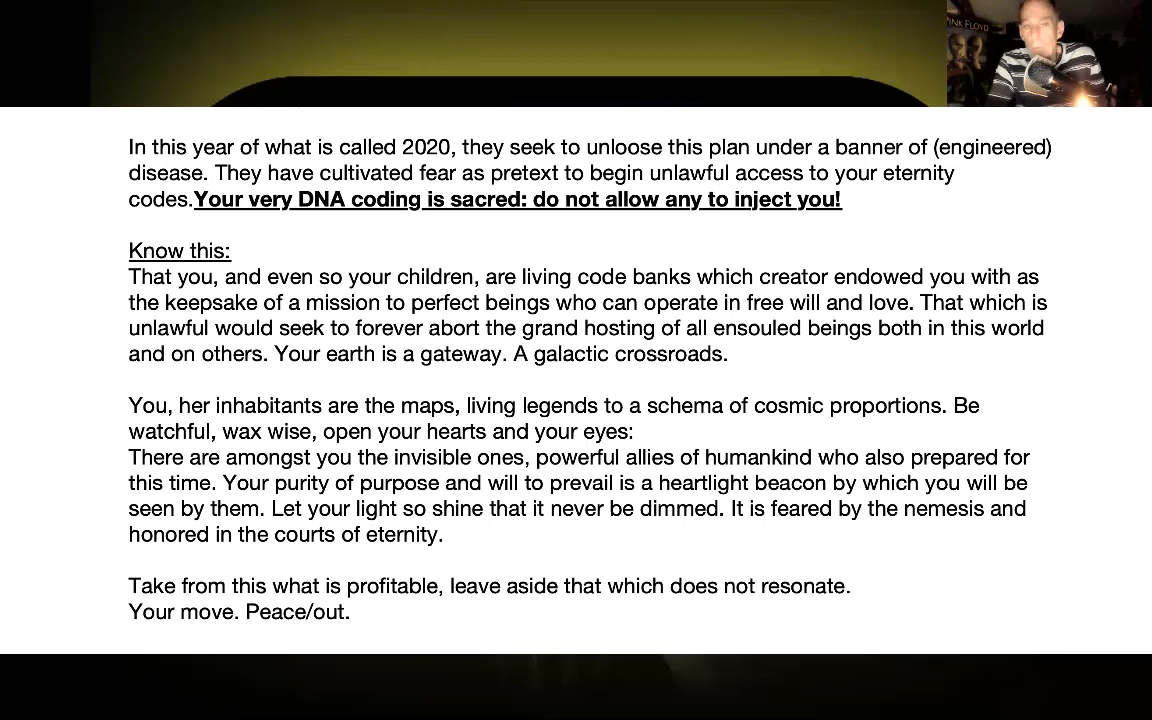 PINK FLOYD
In this year of what is called 2020, they seek to unloose this plan under a banner of (engineered)
disease. They have cultivated fear as pretext to begin unlawful access to your eternity
codes.Your very DNA coding is sacred: do not allow any to inject you!
Know this:
That you, and even so your children, are living code banks which creator endowed you with as
the keepsake of a mission to perfect beings who can operate in free will and love. That which is
unlawful would seek to forever abort the grand hosting of all ensouled beings both in this world
and on others. Your earth is a gateway. A galactic crossroads.
You, her inhabitants are the maps, living legends to a schema of cosmic proportions. Be
watchful, wax wise, open your hearts and your eyes:
There are amongst you the invisible ones, powerful allies of humankind who also prepared for
this time. Your purity of purpose and will to prevail is a heartlight beacon by which you will be
seen by them. Let your light so shine that it never be dimmed. It is feared by the nemesis and
honored in the courts of eternity.
Take from this what is profitable, leave aside that which does not resonate.
Your move. Peace/out.